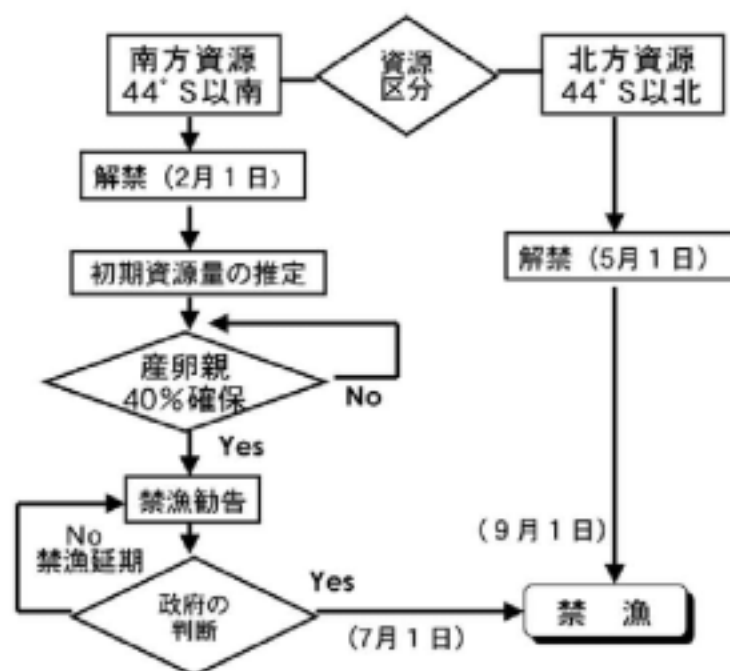 南方資源
44°S以南
資源
区分
北方資源
44°S以北
解禁（2月1日）
解禁（5月1日）
初期資源量の推定
産卵親
40%確保
No
Yes
禁漁勧告
No
禁漁延期
（9月1日）
政府の
判断
Yes
（7月1日）
禁 漁